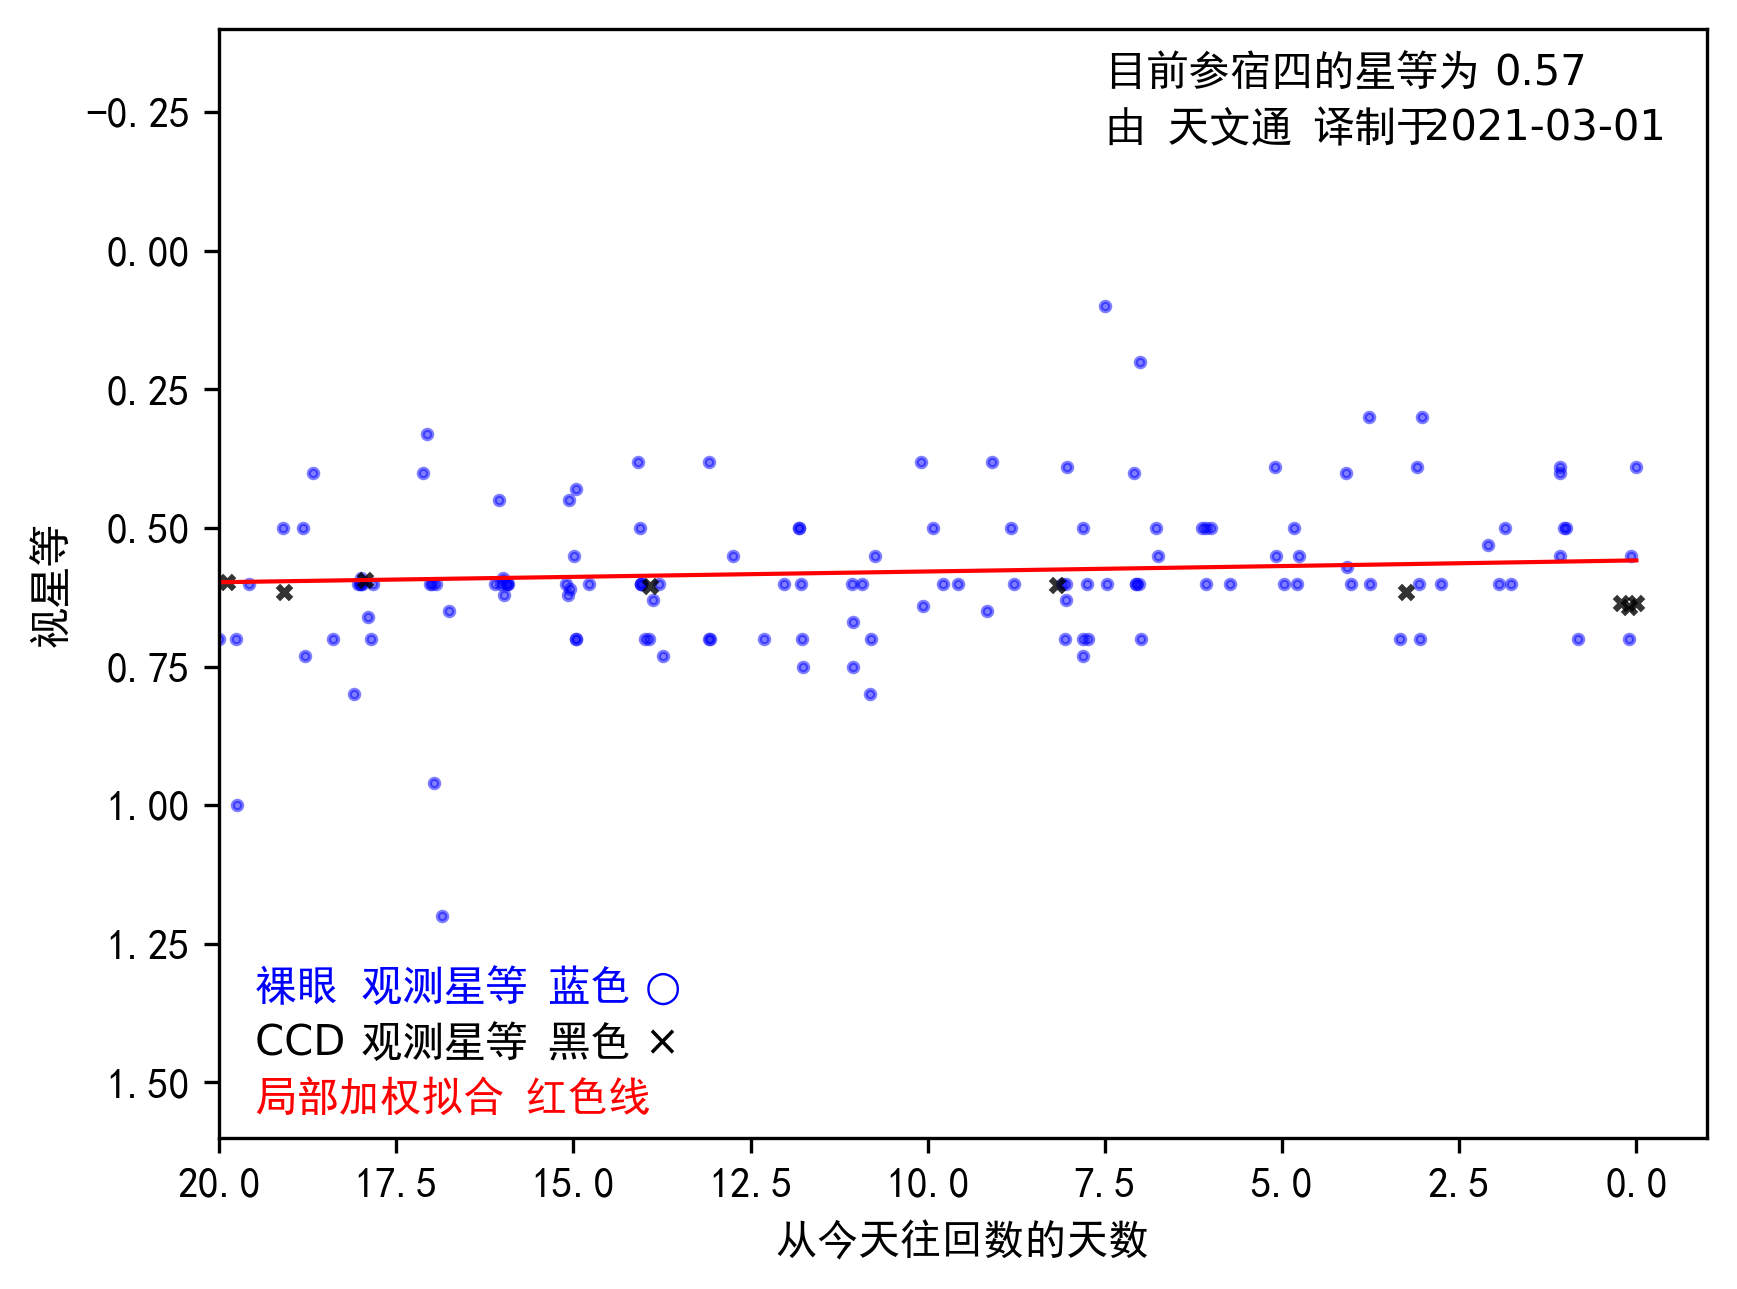 目前参宿四的星等为 0.57
由 天文通 译制于2021-03-01
−0.25
0.00
0.25
0.50
0.75
1.00
1.25
1.50
视星等
裸眼 观测星等 蓝色 ○
CCD 观测星等 黑色 ×
局部加权拟合 红色线
20.0 17.5 15.0 12.5 10.0 7.5 5.0 2.5 0.0
从今天往回数的天数